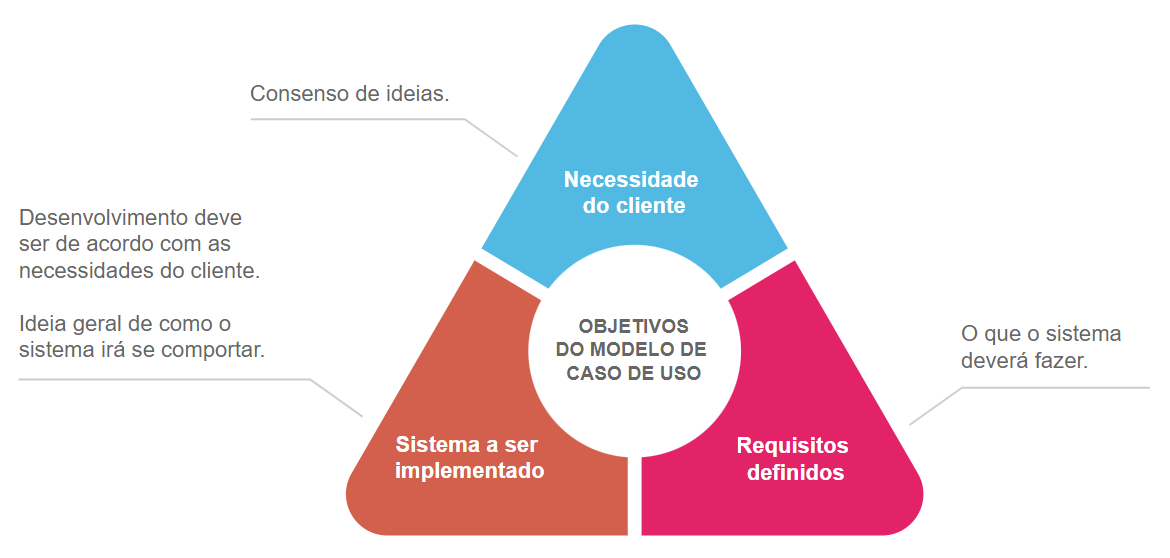 Consenso de ideias.
Necessidade
do cliente
Desenvolvimento deve
ser de acordo com as
necessidades do cliente.
Ideia geral de como o
sistema irá se comportar.
OBJETIVOS
DO MODELO DE
CASO DE USO
O que o sistema
deverá fazer.
Sistema a ser
implementado
Requisitos
definidos